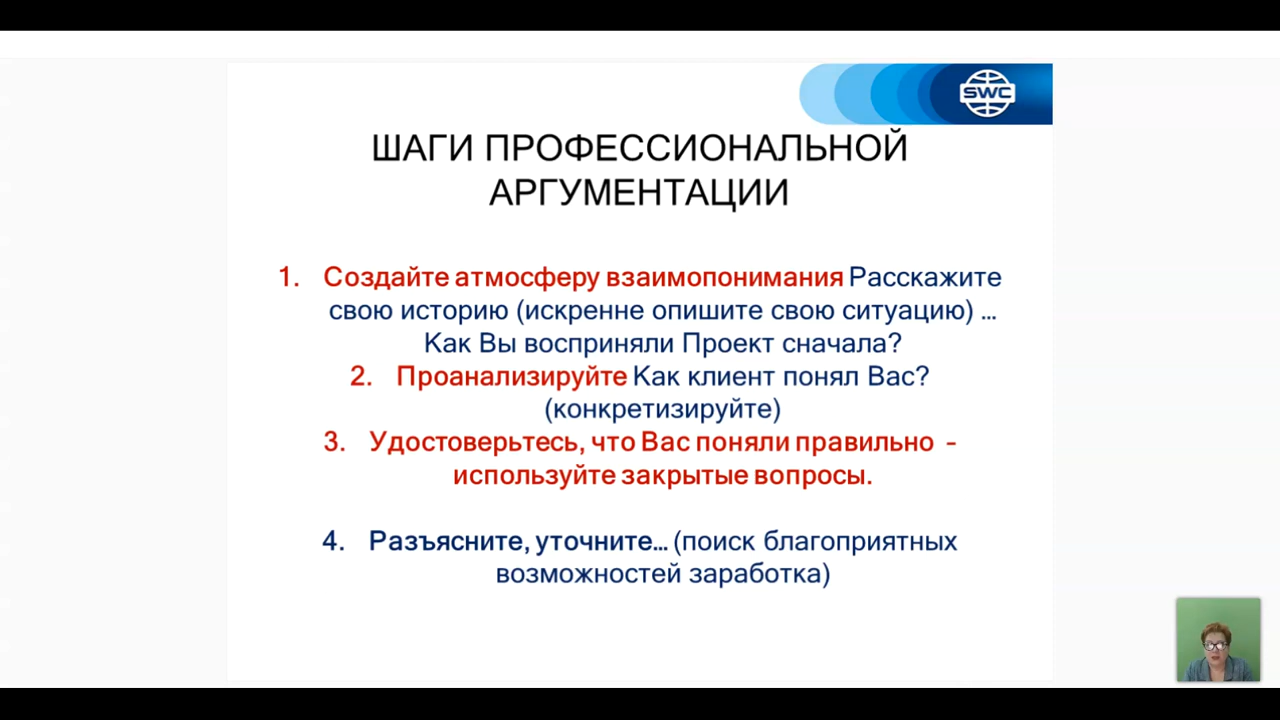 SWC
ШАГИ ПРОФЕССИОНАЛЬНОЙ
АРГУМЕНТАЦИИ
1. Создайте атмосферу взаимопонимания Расскажите
свою историю (искренне опишите свою ситуацию) ...
Как Вы восприняли Проект сначала?
2. Проанализируйте Как клиент понял Вас?
(конкретизируйте)
3. Удостоверьтесь, что Вас поняли правильно -
используйте закрытые вопросы.
4. Разъясните, уточните... (поиск благоприятных
возможностей заработка)